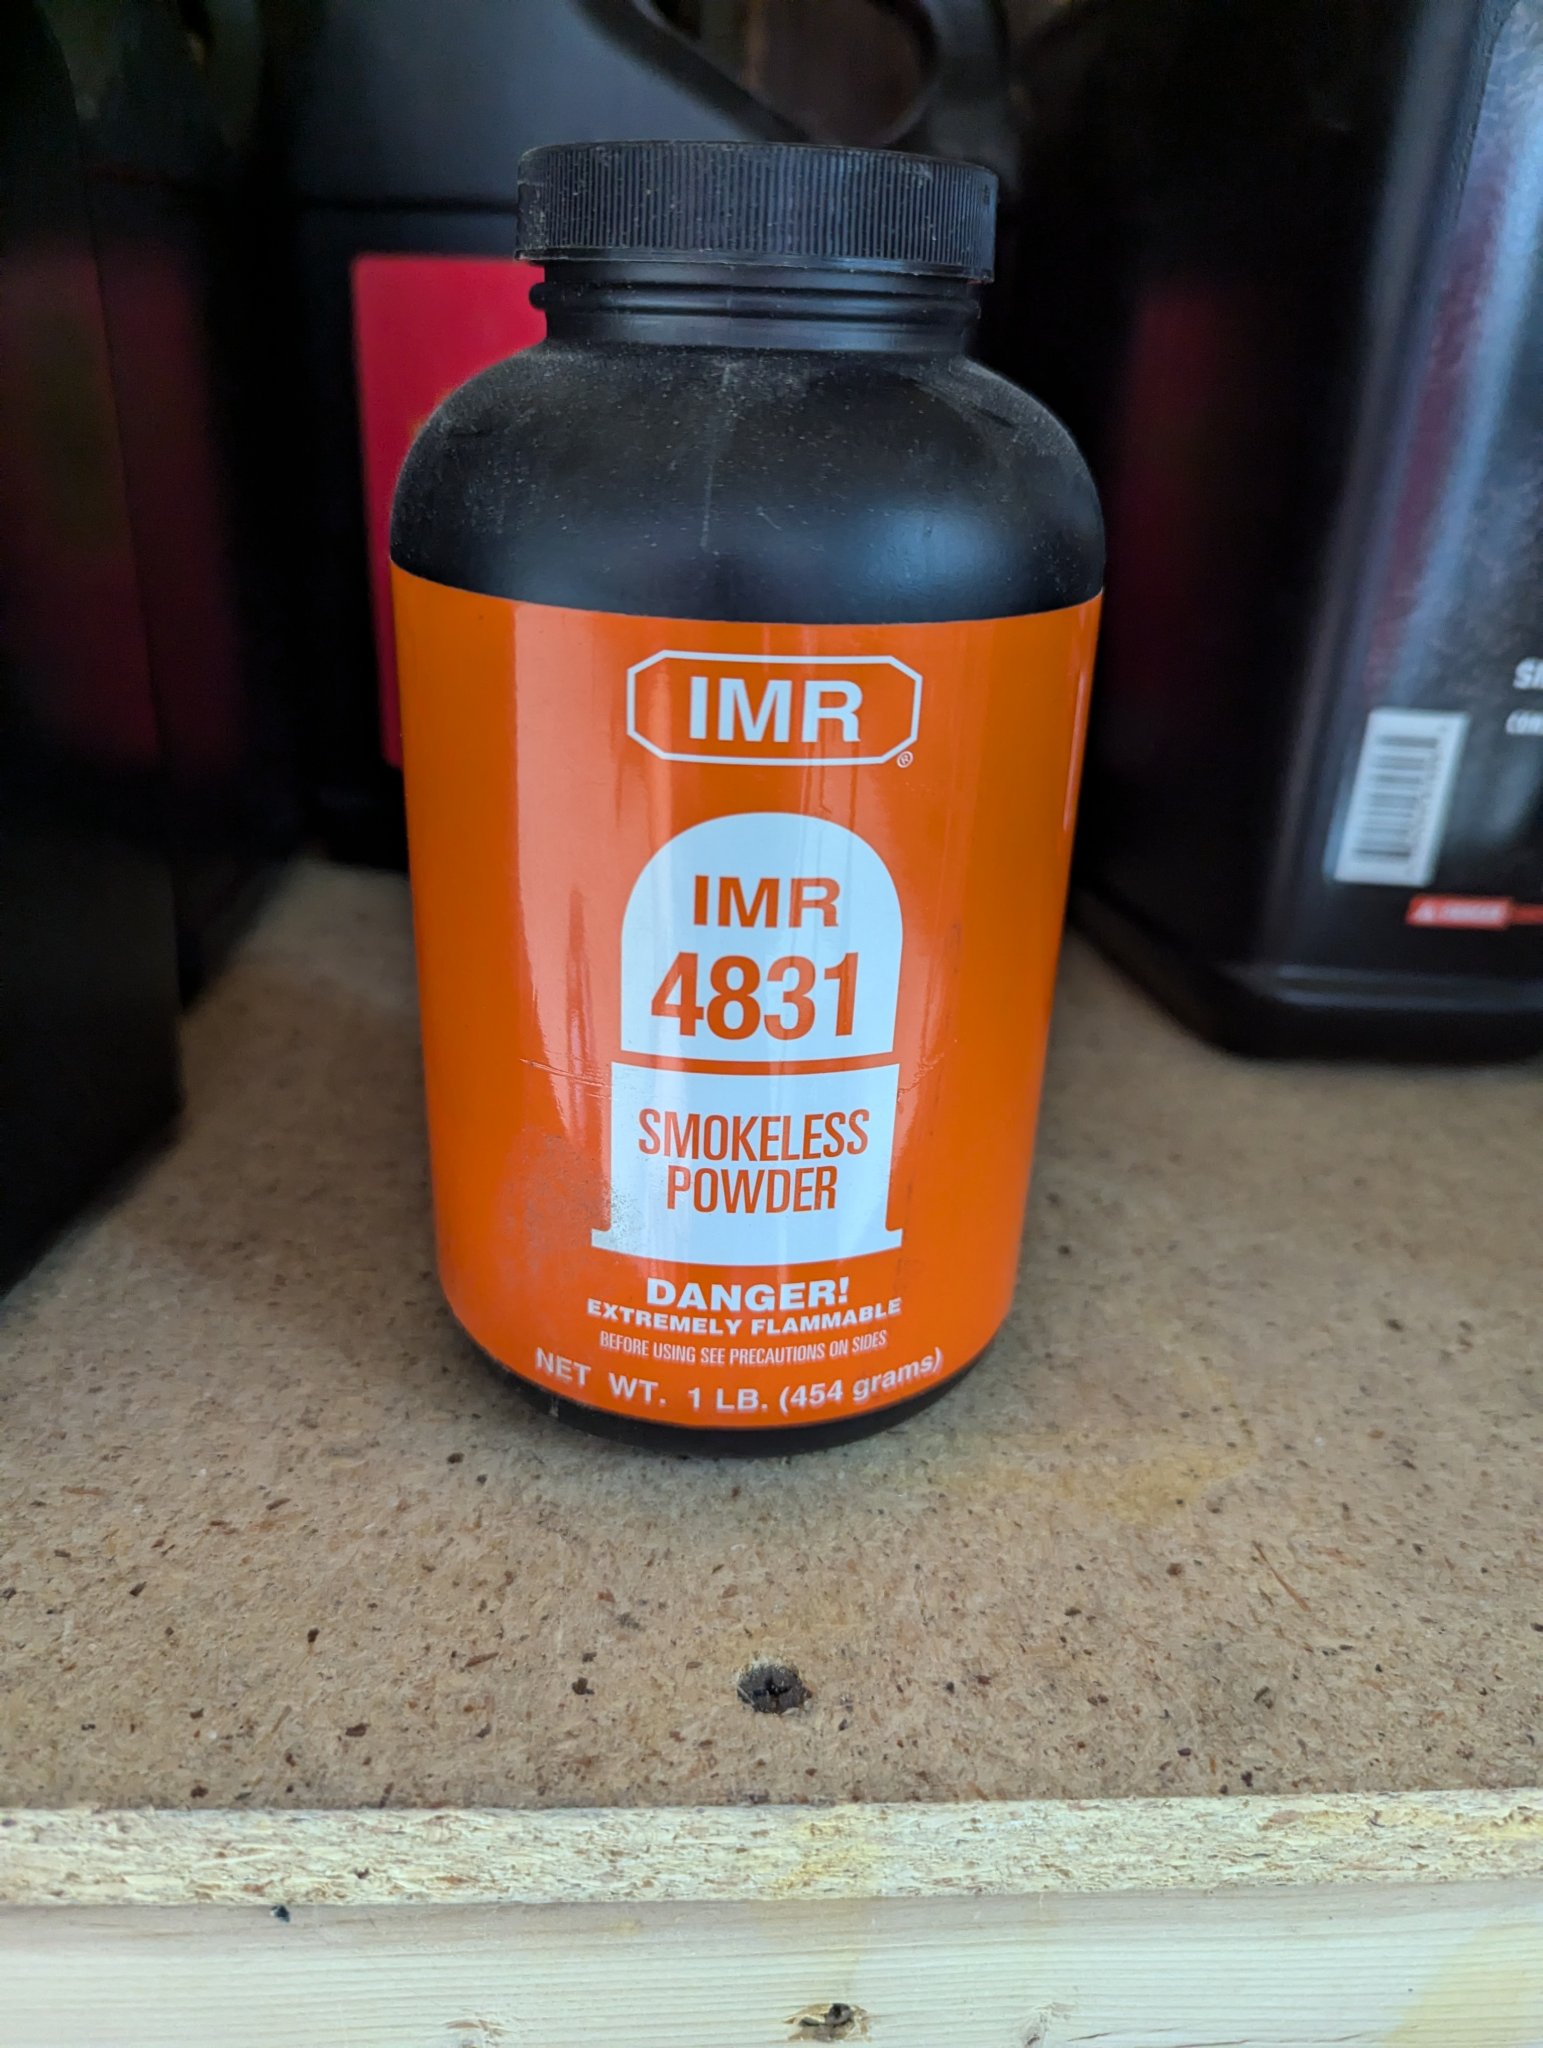 IMR®
IMR
4831
SMOKELESS
POWDER
DANGER!
EXTREMELY FLAMMABLE
BEFORE USING SEE PRECAUTIONS ON SIDES
NET WT. 1 LB. (454 grams)